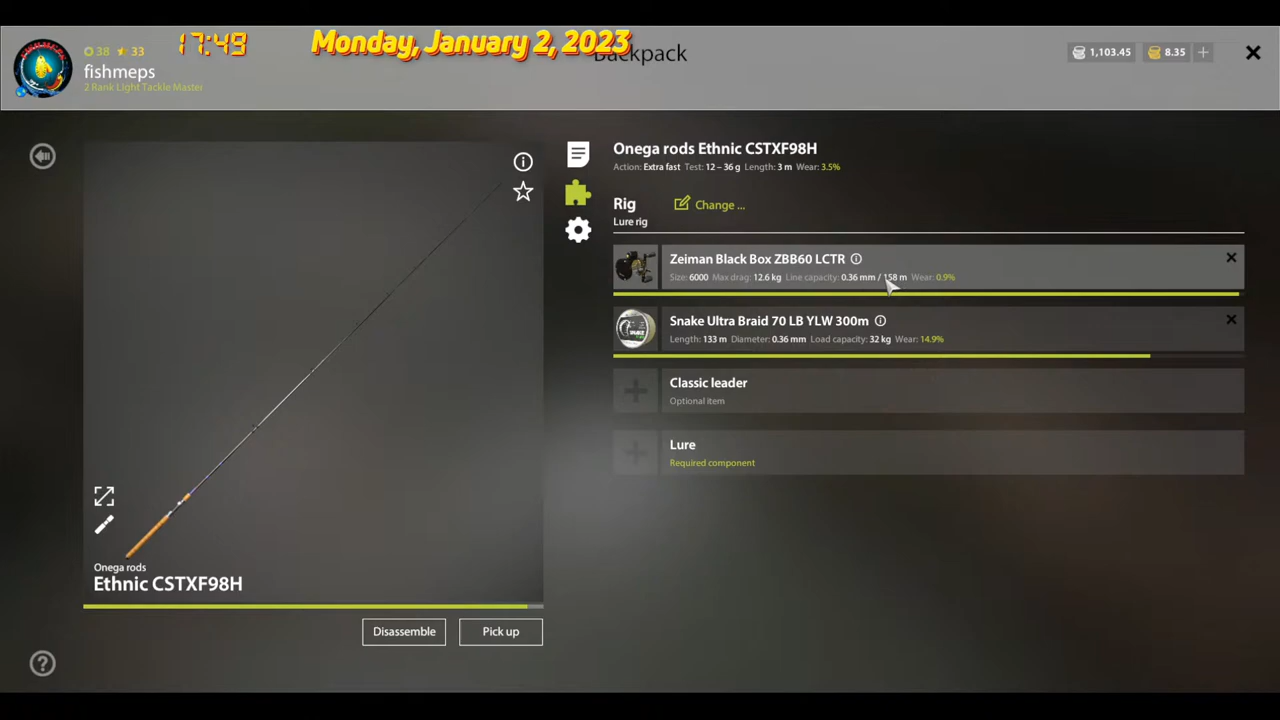 38 33
17:49
Monday, January 2, 2023
Backpack
1,103.45
8.35
fishmeps
2 Rank Light Tackle Master
Onega rods Ethnic CSTXF98H
Action: Extra fast Test: 12 – 36 g Length: 3 m Wear: 3.5%
Rig
Change ...
Lure rig
Zeiman Black Box ZBB60 LCTR
Size: 6000 Max drag: 12.6 kg Line capacity: 0.36 mm / 158 m Wear: 0.9%
Snake Ultra Braid 70 LB YLW 300m
Length: 133 m Diameter: 0.36 mm Load capacity: 32 kg Wear: 14.9%
Classic leader
Optional item
Lure
Required component
Onega rods
Ethnic CSTXF98H
Disassemble
Pick up